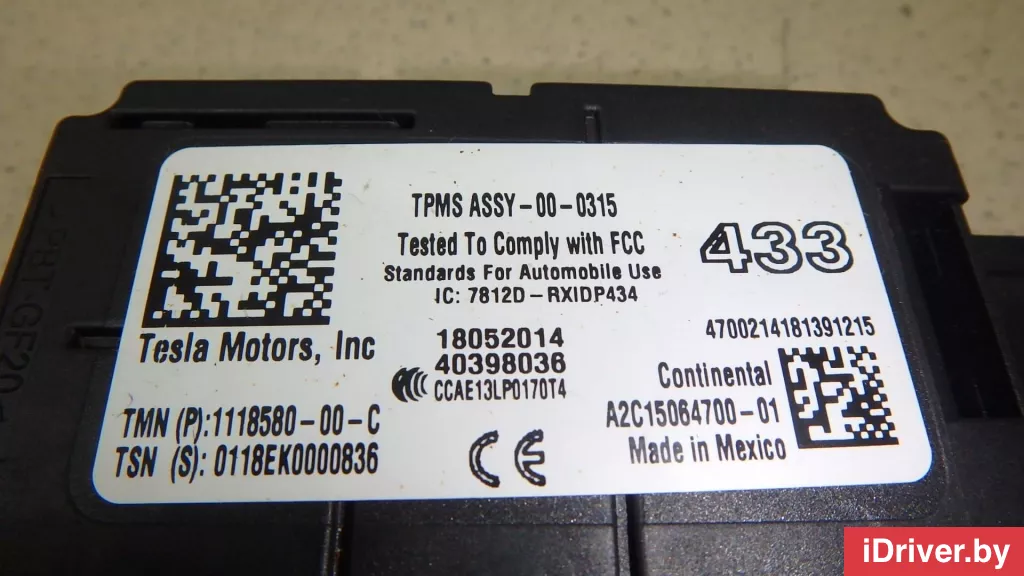 TPMS ASSY-00-0315
Tested To Comply with FCC
Standards For Automobile Use
IC: 7812D-RXIDP434
433
Tesla Motors, Inc
18052014
40398036
CCAE13LP0170T4
4700214181391215
TMN (P):1118580-00-C
TSN (S): 0118EK0000836
CE
Continental
A2C15064700-01
Made in Mexico
iDriver.by